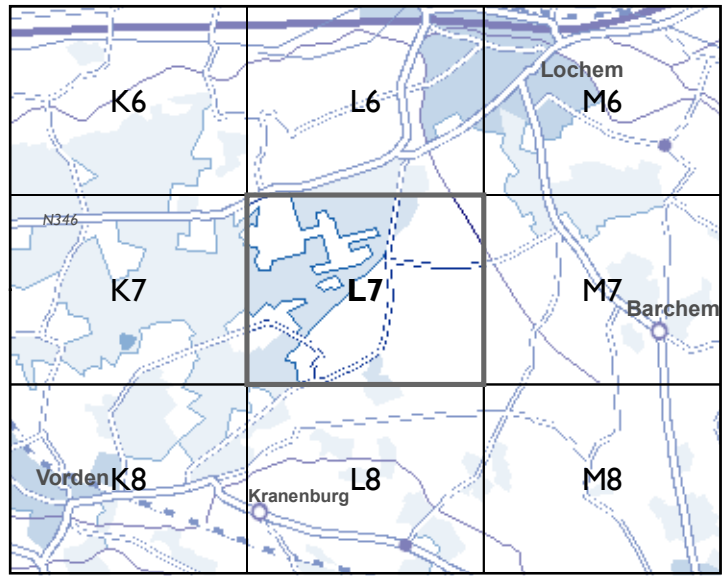 Lochem
K6 L6 M6
N346
K7 L7 M7
Barchem
Vorden K8 L8 M8
Kranenburg